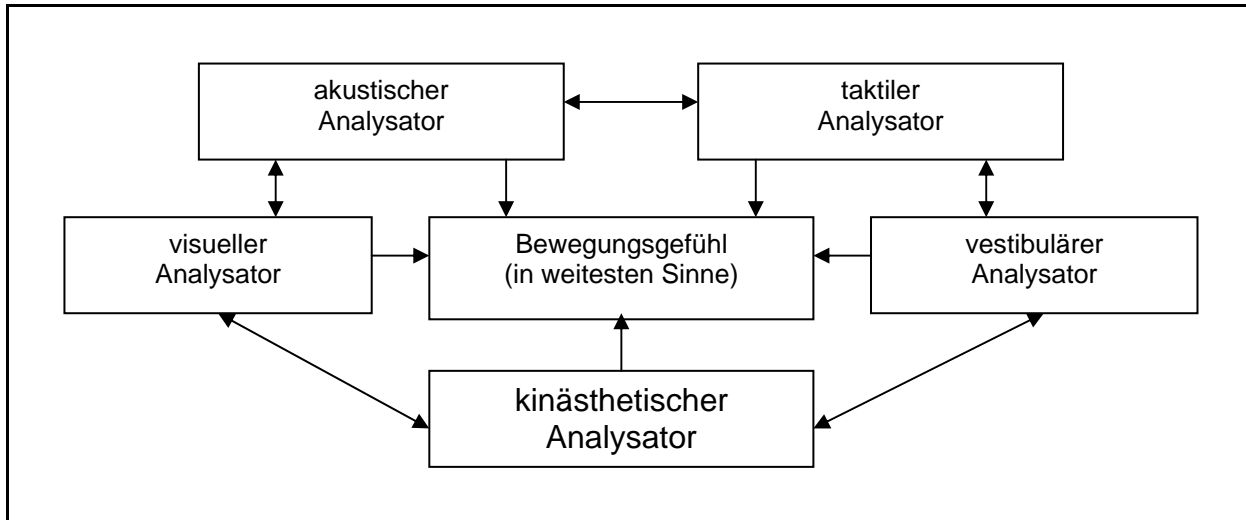 akustischer
Analysator
taktiler
Analysator
visueller
Analysator
Bewegungsgefühl
(in weitesten Sinne)
vestibulärer
Analysator
kinästhetischer
Analysator